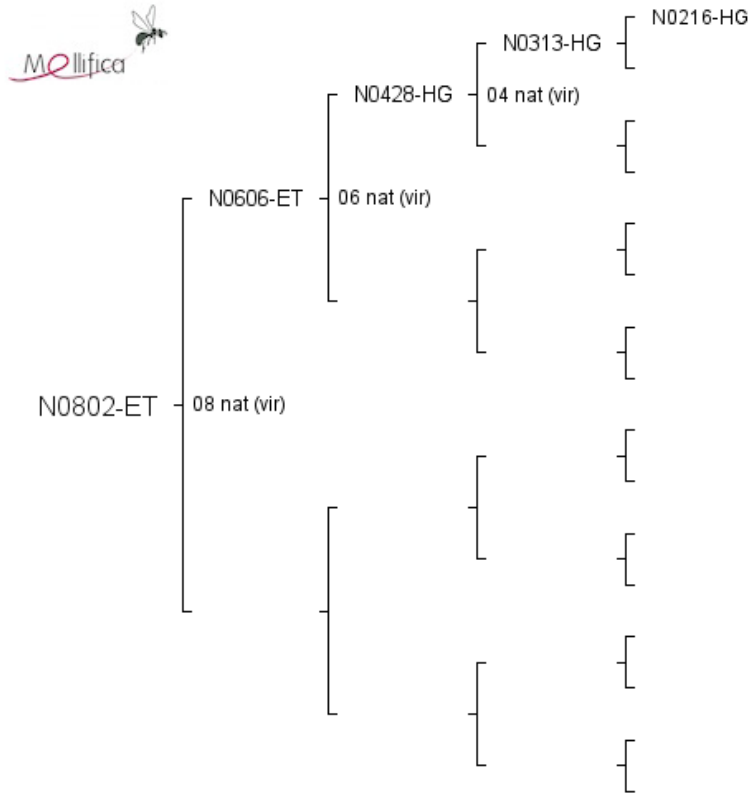 Mellifica
N0216-HG
N0313-HG
N0428-HG
04 nat (vir)
N0606-ET
06 nat (vir)
N0802-ET
08 nat (vir)